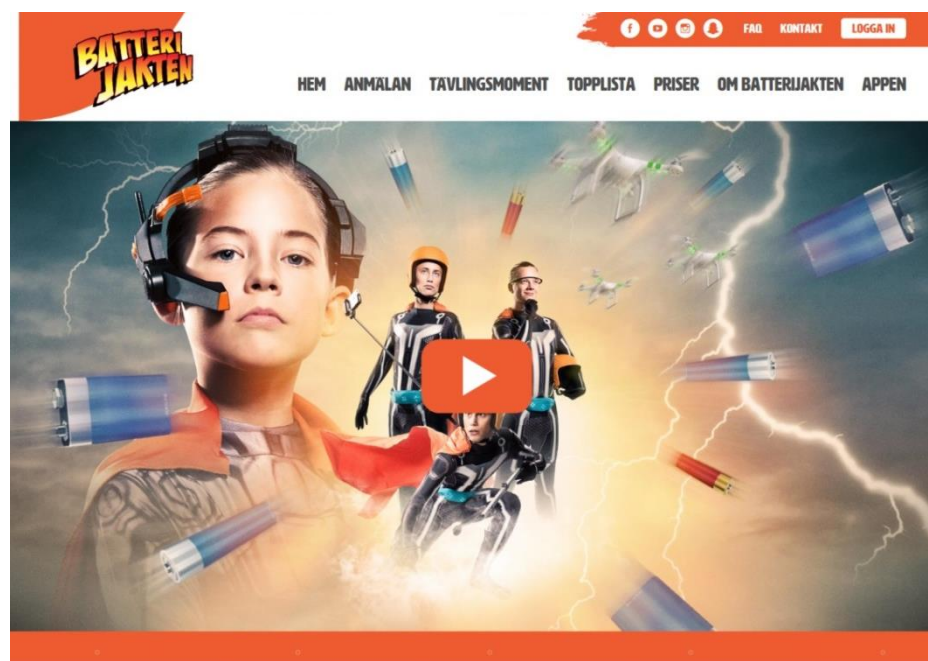 BATTERI
JAKTEN
FAQ KONTAKT LOGGA IN
HEM ANMÄLAN TÄVLINGSMOMENT TOPPLISTA PRISER OM BATTERIJAKTEN APPEN